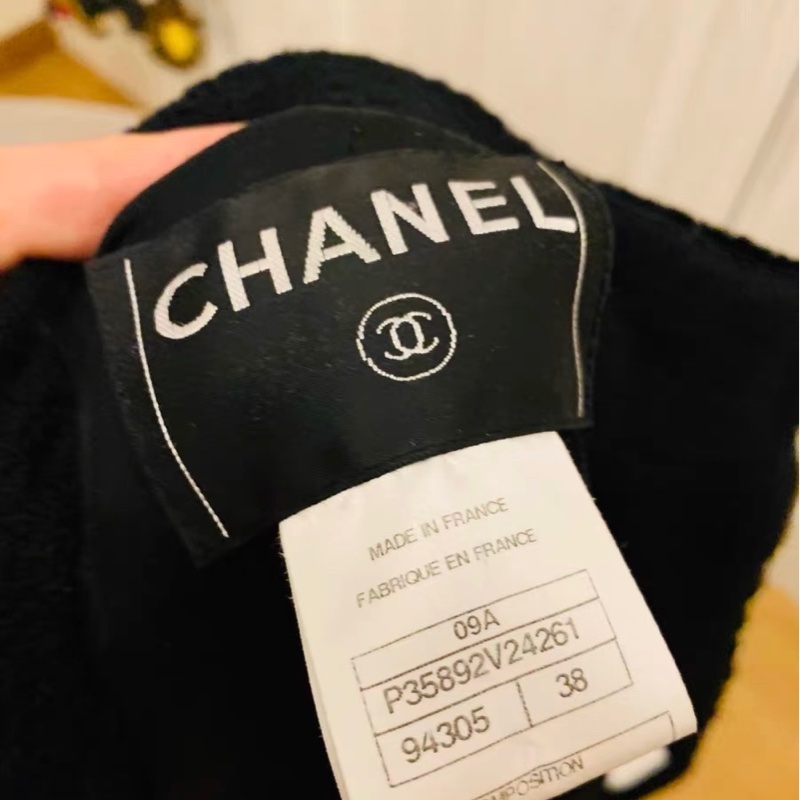 CHANEL
MADE IN FRANCE
FABRIQUE EN FRANCE
09A
P35892V24261
94305 38